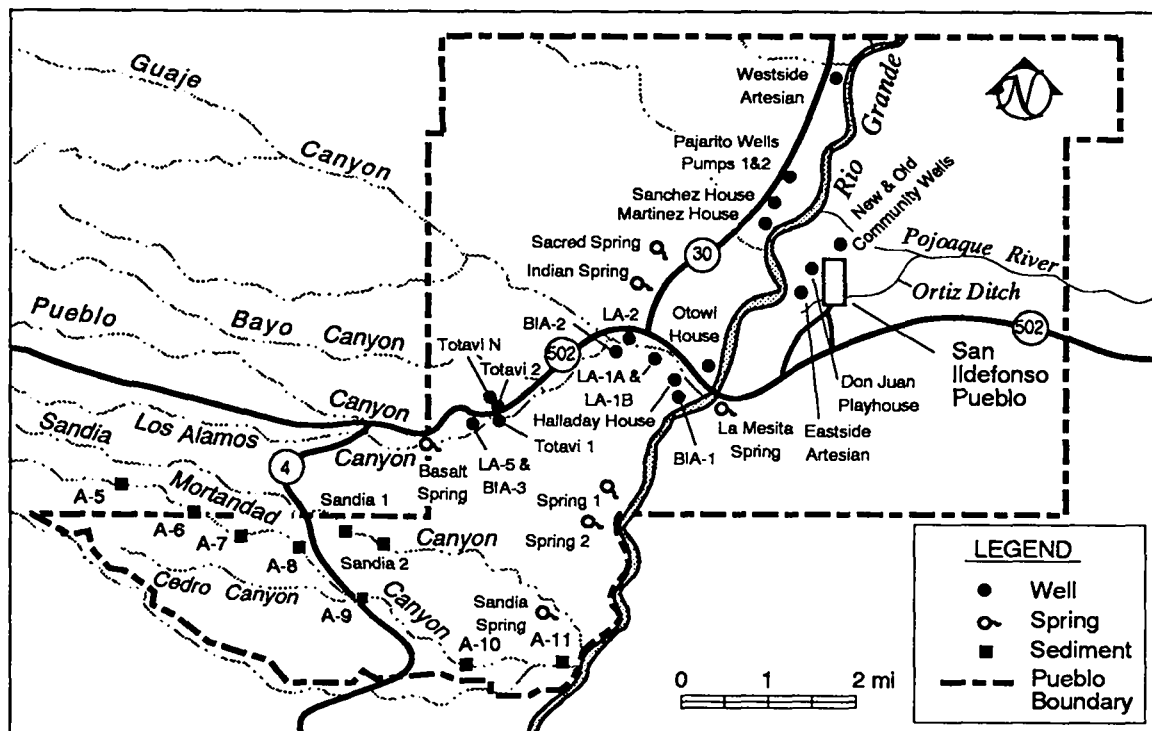 Guaje
Canyon
Westside
Artesian
Rio
Grande
N
Pajarito Wells
Pumps 1&2
Sanchez House
Martinez House
New & Old
Community Wells
Sacred Spring
Indian Spring
30
Pojoaque River
Ortiz Ditch
Pueblo
Canyon
Bayo Canyon
LA-2
BIA-2
Otowi
House
502
502
Totavi N
Totavi 2
LA-1A &
LA-1B
Halladay House
San
Ildefonso
Pueblo
Don Juan
Playhouse
Eastside
Artesian
La Mesita
Spring
BIA-1
Totavi 1
LA-5 &
BIA-3
Los Alamos
Canyon
Basalt
Spring
Sandia
Canyon
4
Mortandad
Canyon
A-5
A-6
A-7
A-8
Sandia 1
Sandia 2
Spring 1
Spring 2
Cedro Canyon
A-9
Sandia
Spring
A-10
A-11
0 1 2 mi
LEGEND
Well
Spring
Sediment
Pueblo
Boundary